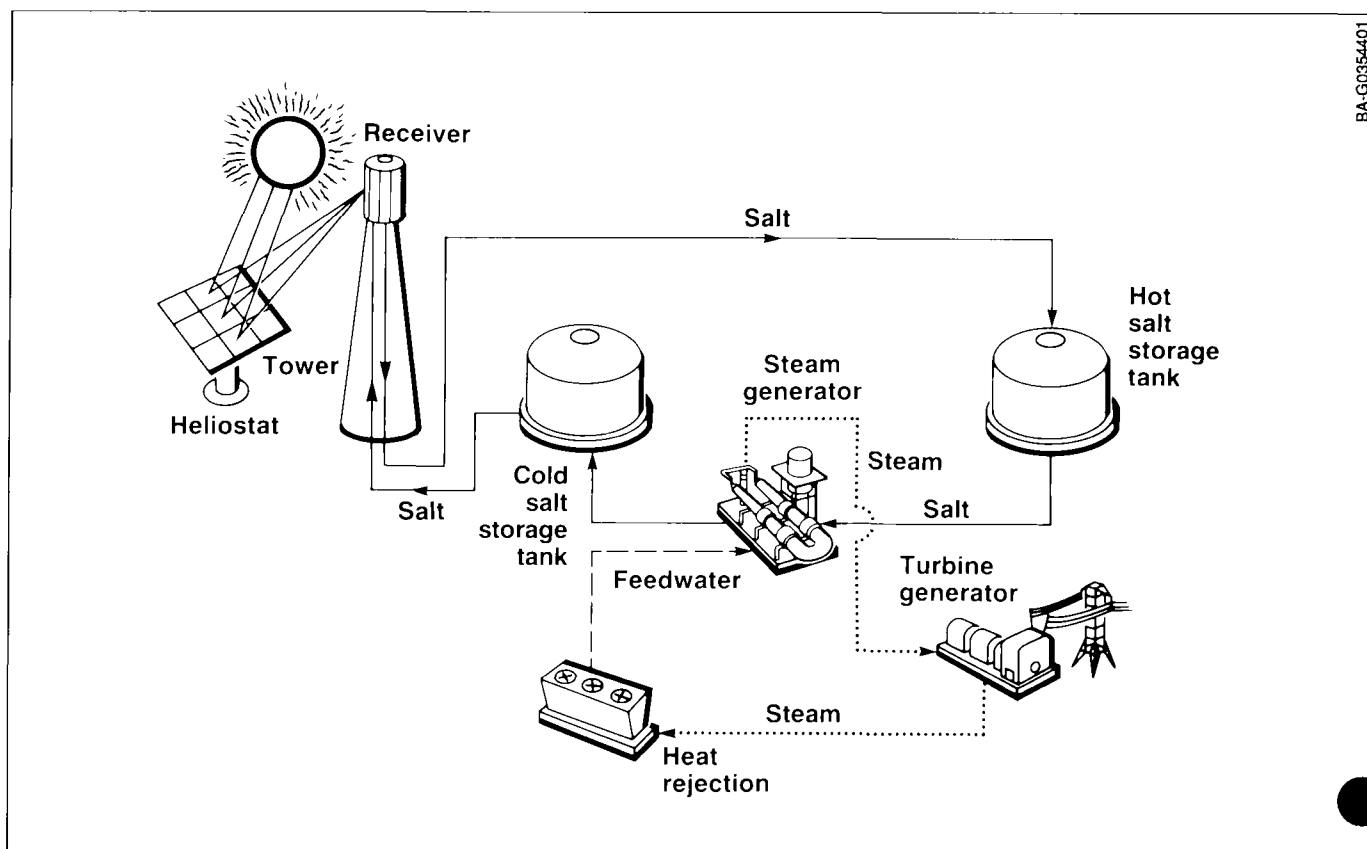 BA-G0354401
Receiver
Salt
Hot
salt
storage
tank
Tower
Heliostat
Steam
generator
Steam
Cold
salt
storage
tank
Salt
Salt
Feedwater
Turbine
generator
Steam
Heat
rejection